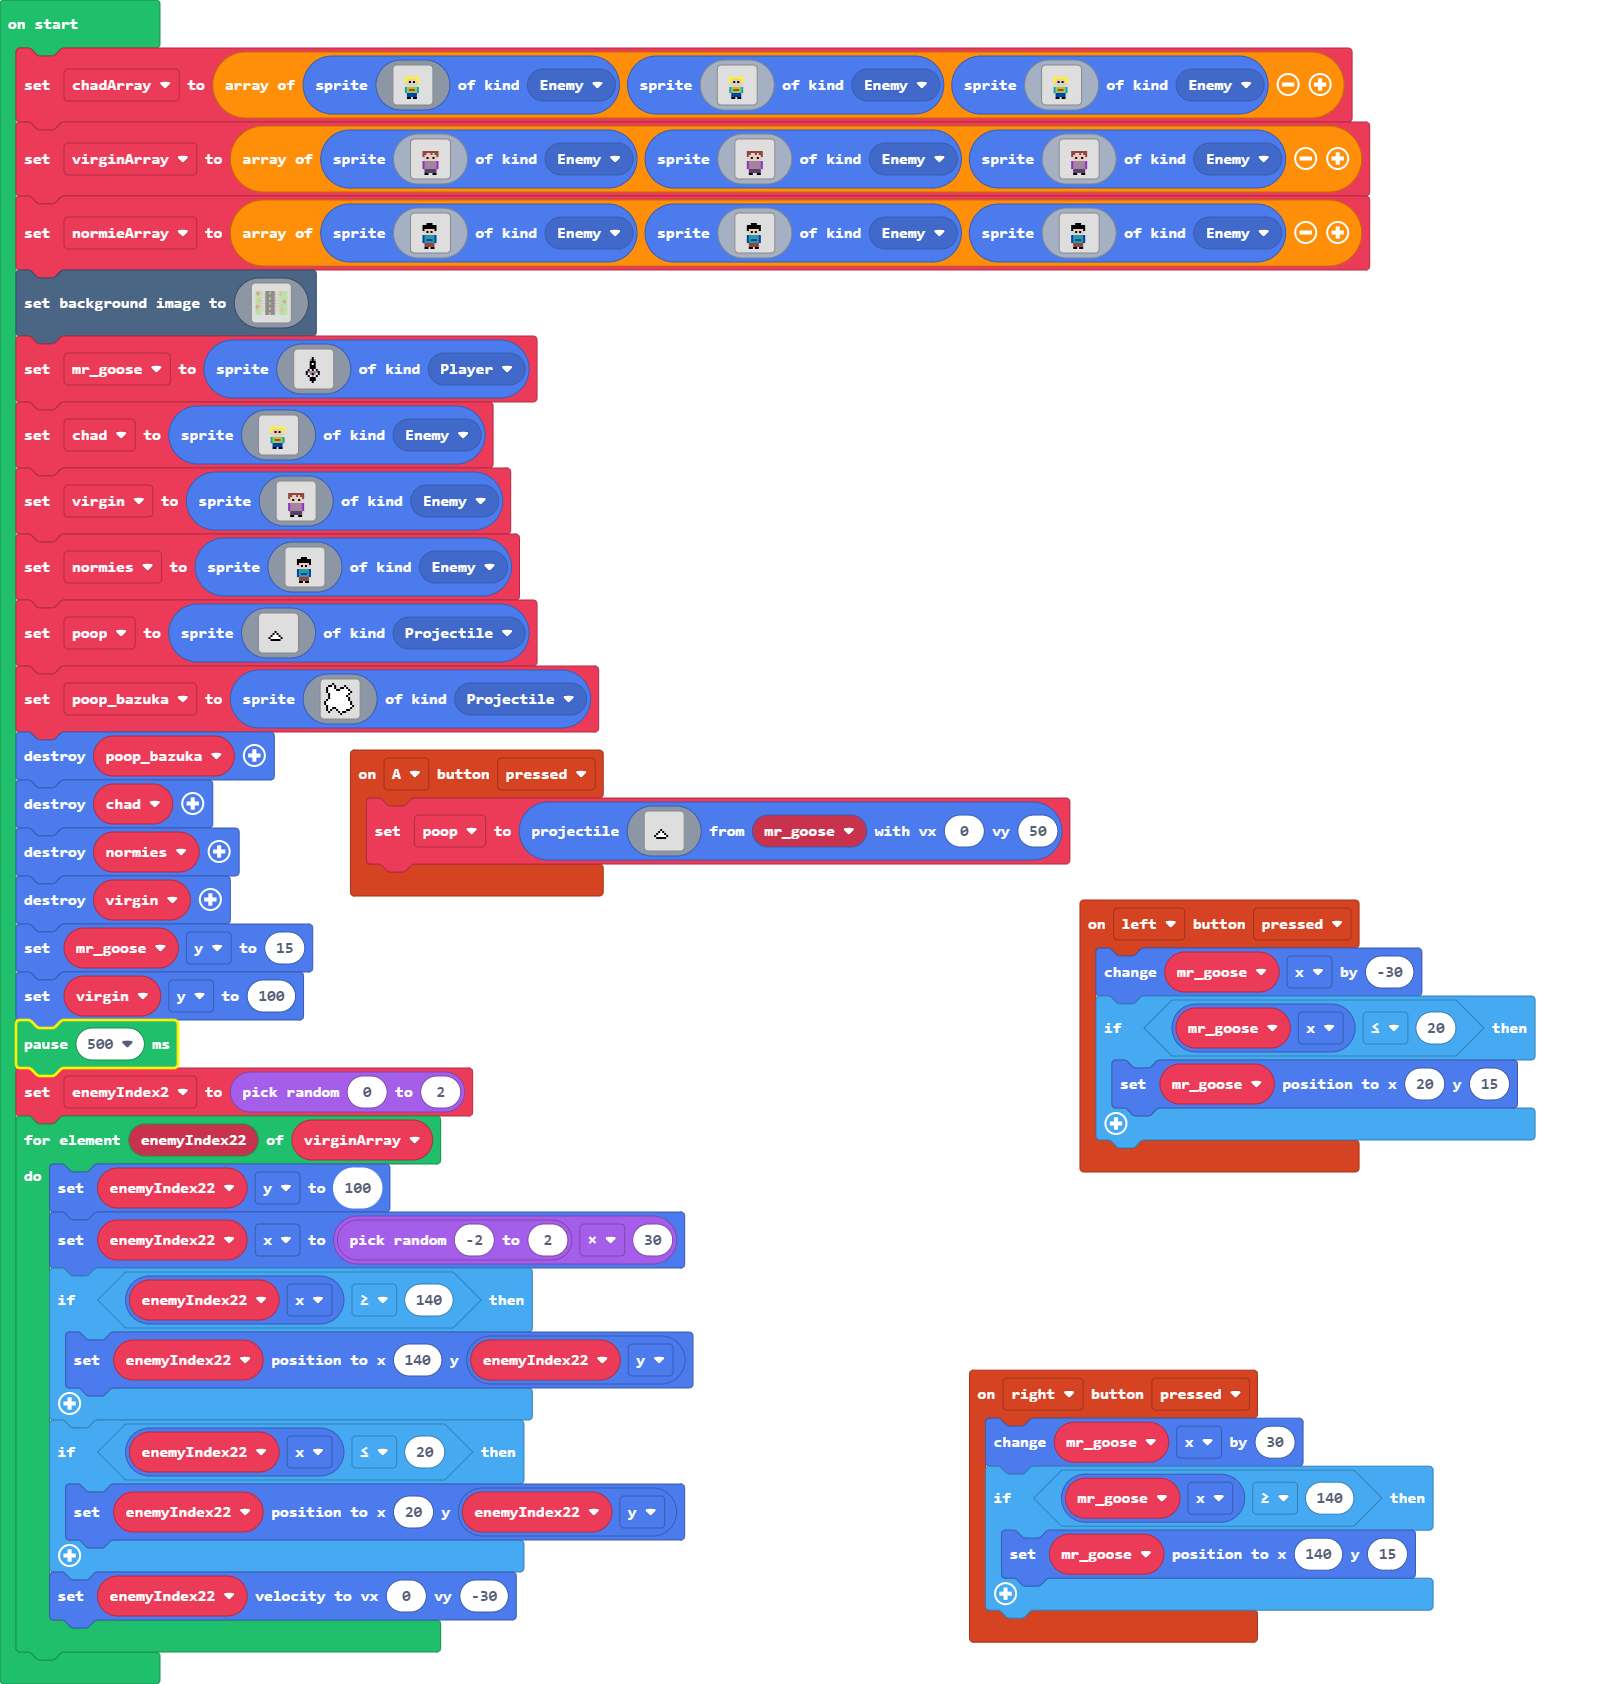 on start
set chadArray to array of sprite of kind Enemy sprite of kind Enemy sprite of kind Enemy
set virginArray to array of sprite of kind Enemy sprite of kind Enemy sprite of kind Enemy
set normieArray to array of sprite of kind Enemy sprite of kind Enemy sprite of kind Enemy
set background image to
set mr_goose to sprite of kind Player
set chad to sprite of kind Enemy
set virgin to sprite of kind Enemy
set normies to sprite of kind Enemy
set poop to sprite of kind Projectile
set poop_bazuka to sprite of kind Projectile
destroy poop_bazuka
destroy chad
destroy normies
destroy virgin
set mr_goose y to 15
set virgin y to 100
pause 500 ms
set enemyIndex2 to pick random 0 to 2
for element enemyIndex22 of virginArray
do
set enemyIndex22 y to 100
set enemyIndex22 x to pick random -2 to 2 × 30
if enemyIndex22 x ≥ 140 then
set enemyIndex22 position to x 140 y enemyIndex22 y
if enemyIndex22 x ≤ 20 then
set enemyIndex22 position to x 20 y enemyIndex22 y
set enemyIndex22 velocity to vx 0 vy -30
on A button pressed
set poop to projectile from mr_goose with vx 0 vy 50
on left button pressed
change mr_goose x by -30
if mr_goose x ≤ 20 then
set mr_goose position to x 20 y 15
on right button pressed
change mr_goose x by 30
if mr_goose x ≥ 140 then
set mr_goose position to x 140 y 15